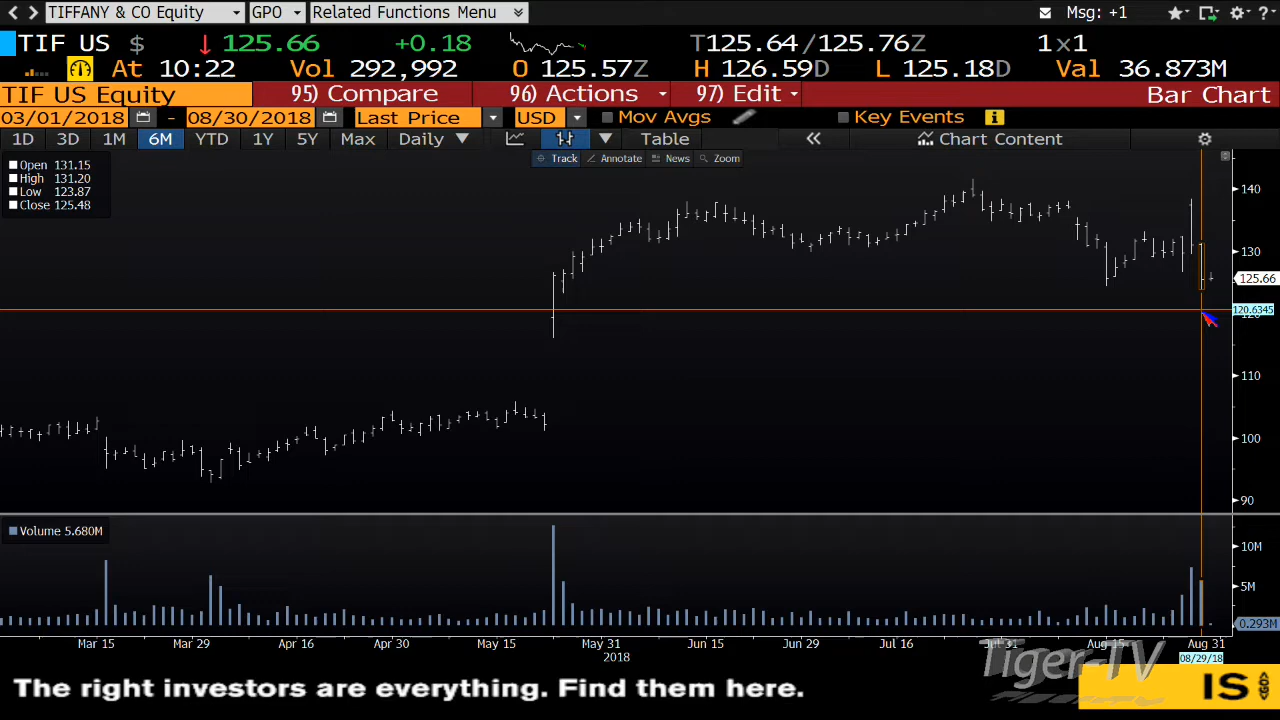 TIFFANY & CO Equity GPO Related Functions Menu Msg: +1 ?
TIF US $ ↓ 125.66 +0.18 T125.64/125.76Z 1x1
At 10:22 Vol 292,992 O 125.57Z H 126.59D L 125.18D Val 36.873M
TIF US Equity 95) Compare 96) Actions 97) Edit Bar Chart
03/01/2018 - 08/30/2018 Last Price USD Mov Avgs Key Events i
1D 3D 1M 6M YTD 1Y 5Y Max Daily Table « Chart Content
Track Annotate News Zoom
Open 131.15
High 131.20
Low 123.87
Close 125.48
140
130
125.66
120.6345
110
100
90
Volume 5.680M
10M
5M
0.293M
Mar 15 Mar 29 Apr 16 Apr 30 May 15 May 31 Jun 15 Jun 29 Jul 16 Jul 31 Aug 15 Aug 31
2018 08/29/18
Tiger-TV
The right investors are everything. Find them here. IS